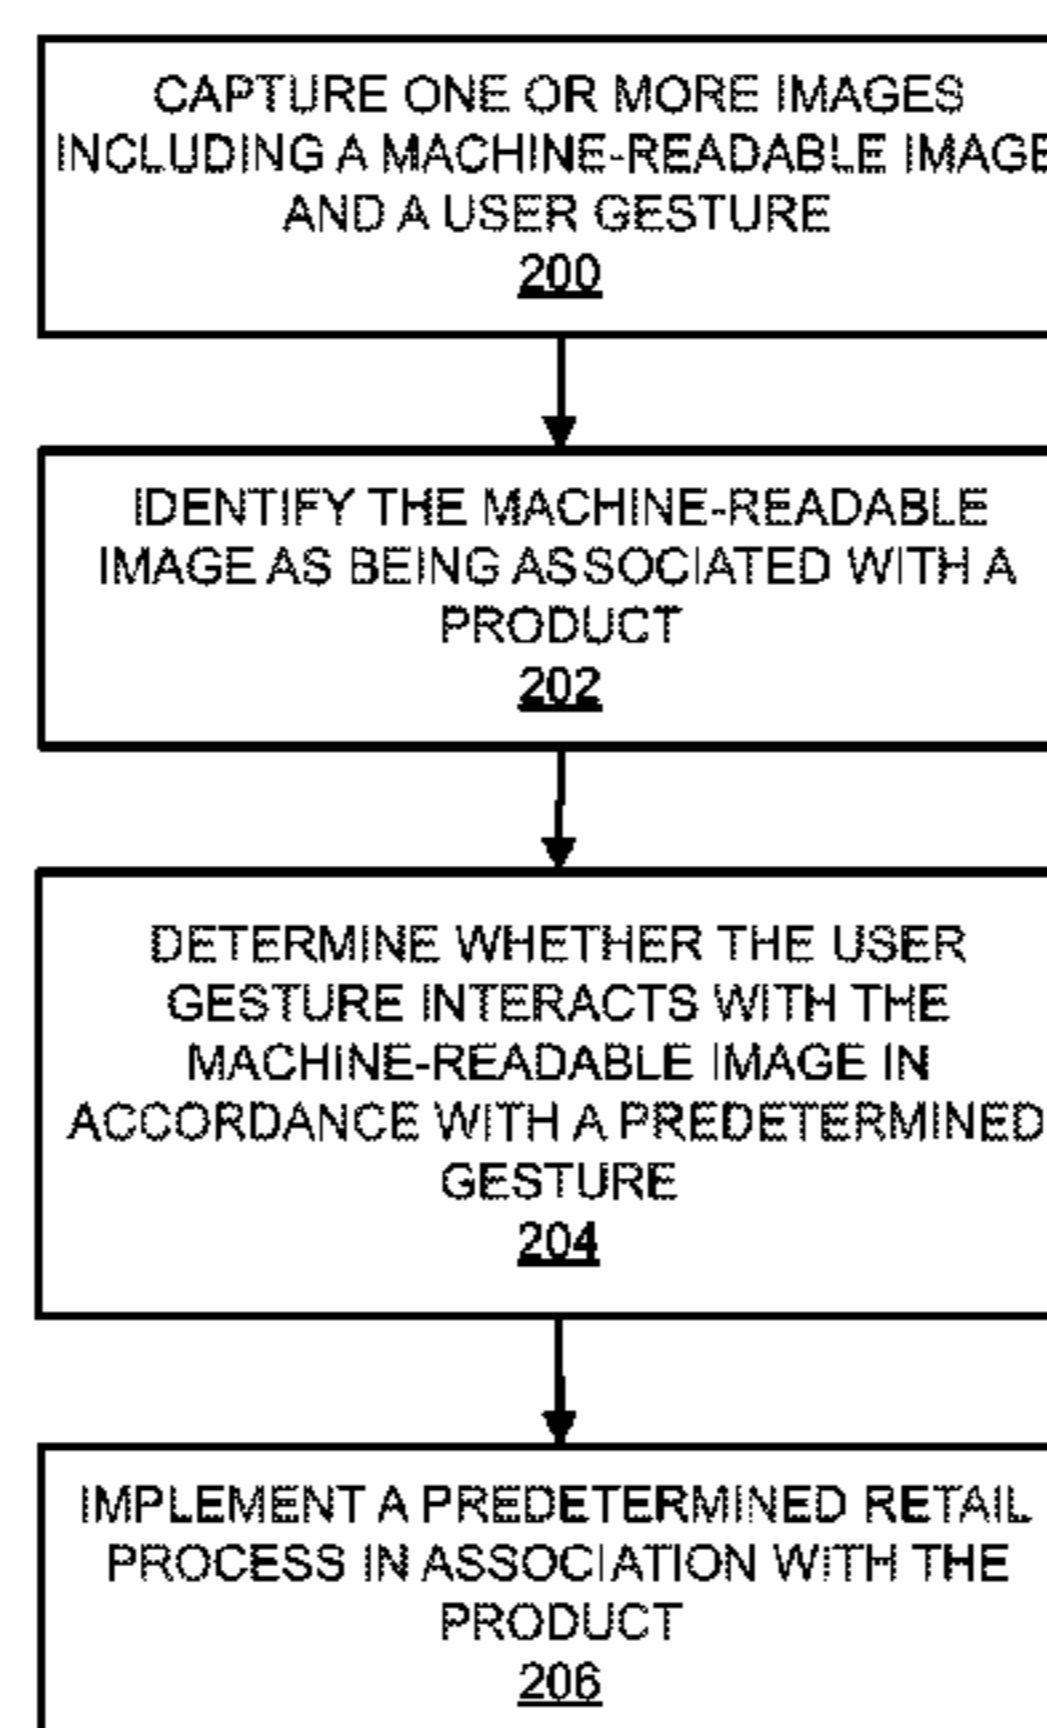 CAPTURE ONE OR MORE IMAGES
INCLUDING A MACHINE-READABLE IMAGE
AND A USER GESTURE
200
IDENTIFY THE MACHINE-READABLE
IMAGE AS BEING ASSOCIATED WITH A
PRODUCT
202
DETERMINE WHETHER THE USER
GESTURE INTERACTS WITH THE
MACHINE-READABLE IMAGE IN
ACCORDANCE WITH A PREDETERMINED
GESTURE
204
IMPLEMENT A PREDETERMINED RETAIL
PROCESS IN ASSOCIATION WITH THE
PRODUCT
206